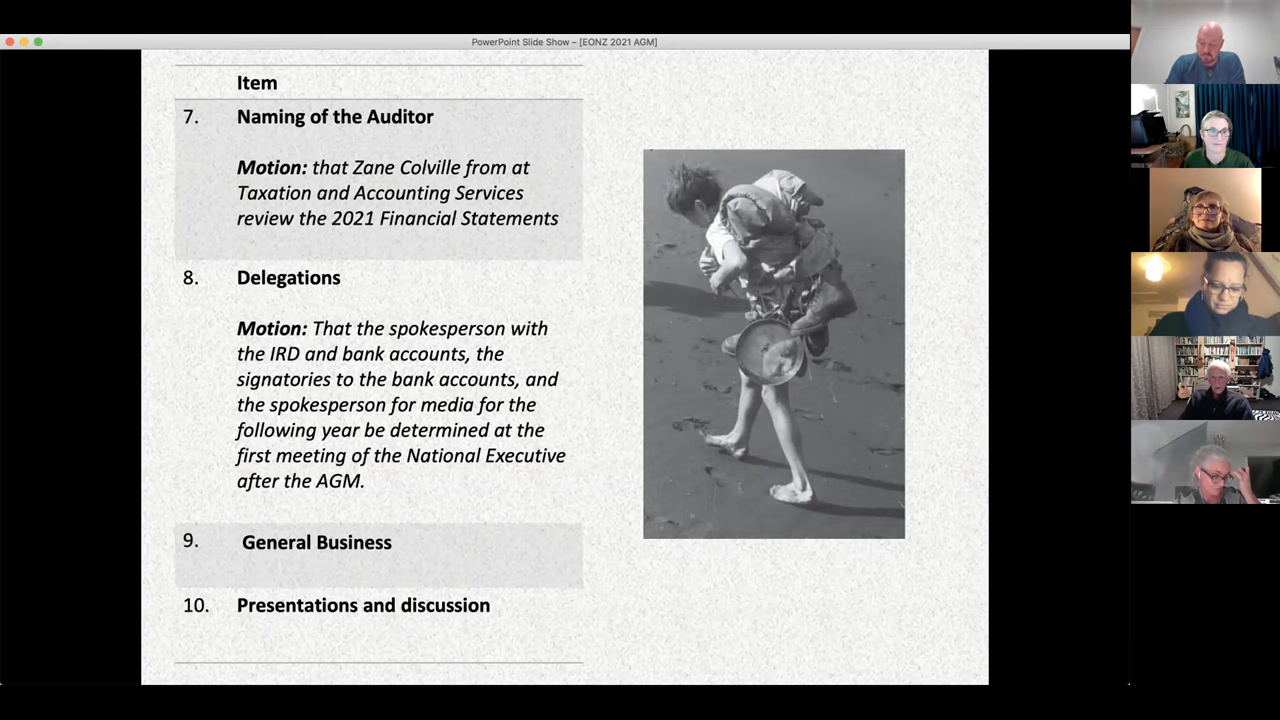 PowerPoint Slide Show – [EONZ 2021 AGM]
Item
7. Naming of the Auditor
Motion: that Zane Colville from at
Taxation and Accounting Services
review the 2021 Financial Statements
8. Delegations
Motion: That the spokesperson with
the IRD and bank accounts, the
signatories to the bank accounts, and
the spokesperson for media for the
following year be determined at the
first meeting of the National Executive
after the AGM.
9. General Business
10. Presentations and discussion